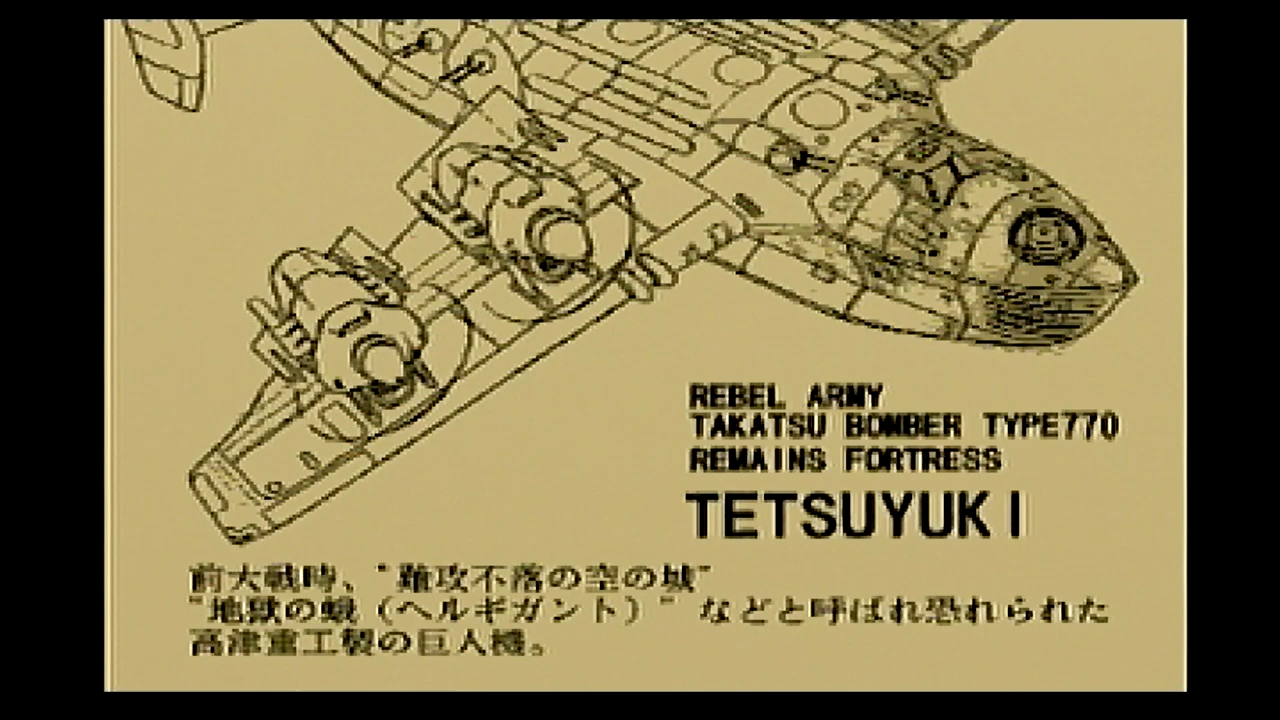 REBEL ARMY
TAKATSU BOMBER TYPE770
REMAINS FORTRESS
TETSUYUKI
前大戦時、"難攻不落の空の城"
"地獄の蛾（ヘルギガント）" などと呼ばれ恐れられた
高津重工製の巨人機。